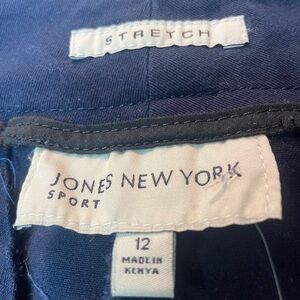 STRETCH
JONES NEW YORK
SPORT
12
MADE IN
KENYA